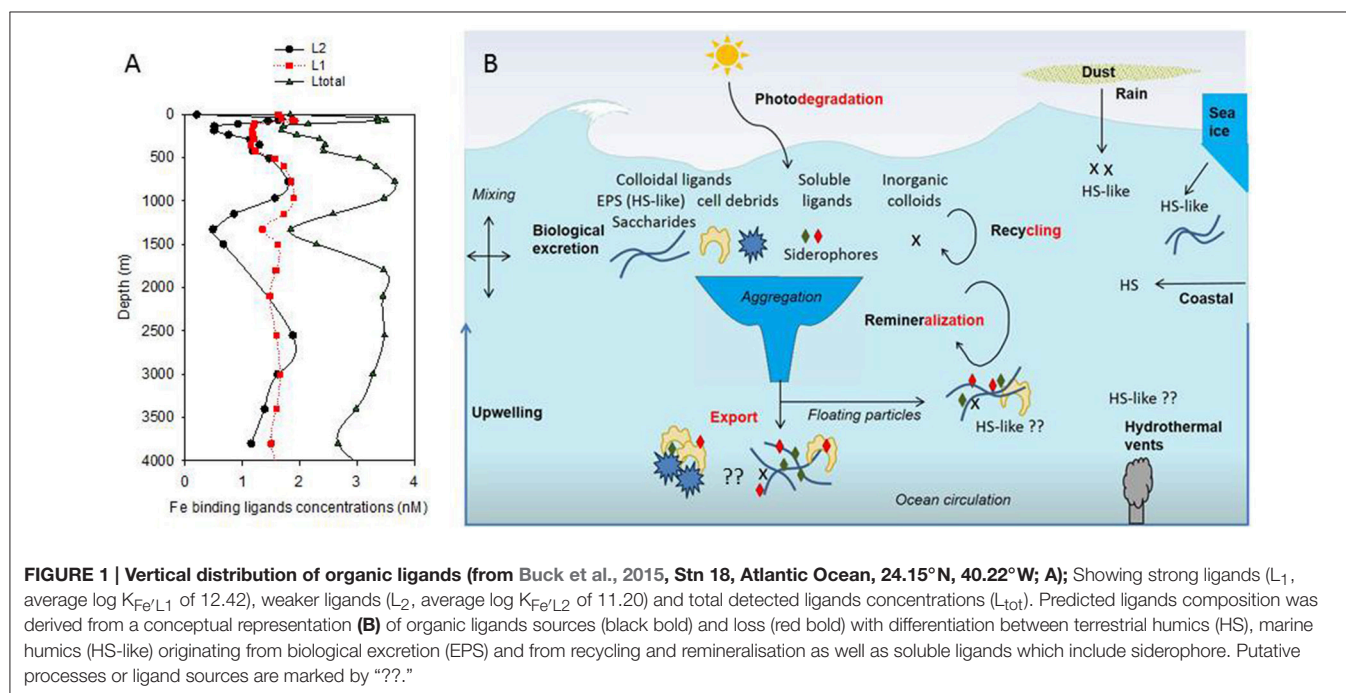 A
L2
L1
Ltotal
0
500
1000
1500
2000
2500
3000
3500
4000
Depth (m)
0 1 2 3 4
Fe binding ligands concentrations (nM)
B
Photodegradation
Dust
Rain
Sea
ice
X X
HS-like
HS-like
Mixing
Colloidal ligands
EPS (HS-like) cell debrids
Saccharides
Soluble
ligands
Inorganic
colloids
Biological
excretion
Siderophores
X
Recycling
HS
Coastal
Aggregation
Remineralization
Upwelling
Export
Floating particles
X
HS-like ??
HS-like ??
Hydrothermal
vents
??
X
Ocean circulation
FIGURE 1 | Vertical distribution of organic ligands (from Buck et al., 2015, Stn 18, Atlantic Ocean, 24.15°N, 40.22°W; A); Showing strong ligands (L1,
average log KFe′L1 of 12.42), weaker ligands (L2, average log KFe′L2 of 11.20) and total detected ligands concentrations (Ltot). Predicted ligands composition was
derived from a conceptual representation (B) of organic ligands sources (black bold) and loss (red bold) with differentiation between terrestrial humics (HS), marine
humics (HS-like) originating from biological excretion (EPS) and from recycling and remineralisation as well as soluble ligands which include siderophore. Putative
processes or ligand sources are marked by “??.”